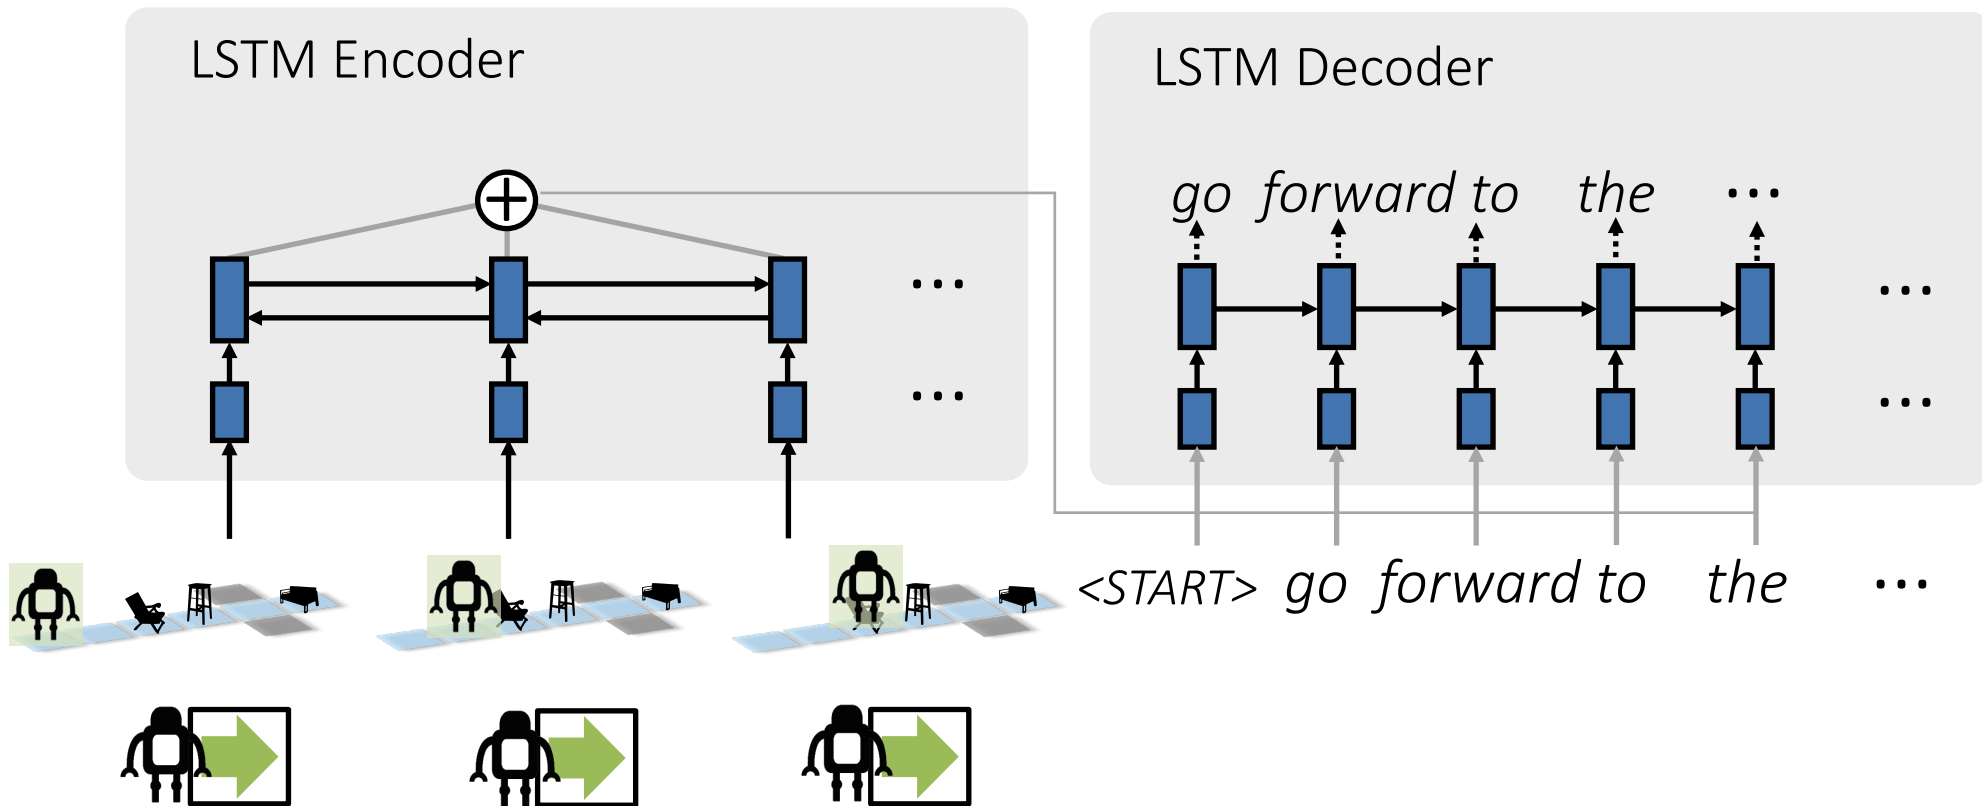 LSTM Encoder
...
...
LSTM Decoder
go forward to the ...
...
...
<START> go forward to the ...